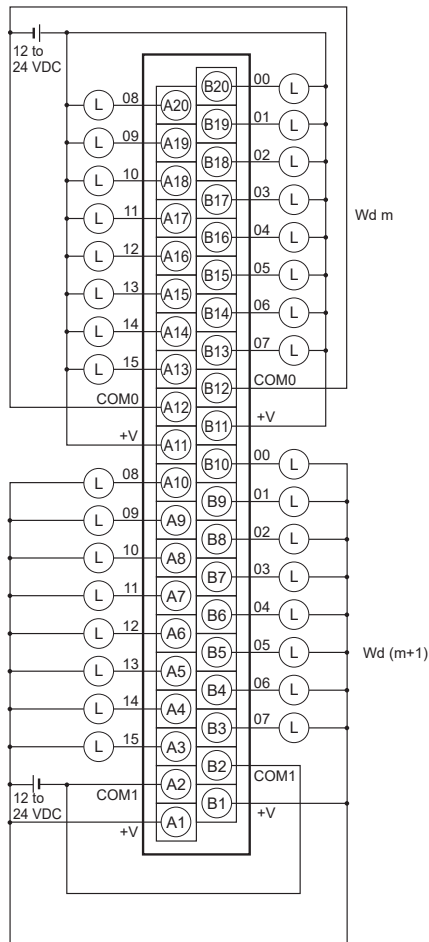 12 to
24 VDC
B20 00 L
L 08 A20
B19 01 L
L 09 A19
B18 02 L
L 10 A18
B17 03 L
L 11 A17
Wd m
B16 04 L
L 12 A16
B15 05 L
L 13 A15
B14 06 L
L 14 A14
B13 07 L
L 15 A13
B12 COM0
COM0 A12
B11 +V
+V A11
B10 00 L
L 08 A10
B9 01 L
L 09 A9
B8 02 L
L 10 A8
B7 03 L
L 11 A7
B6 04 L
L 12 A6
B5 05 L
Wd (m+1)
L 13 A5
B4 06 L
L 14 A4
B3 07 L
L 15 A3
B2 COM1
12 to
24 VDC
COM1 A2
B1 +V
+V A1